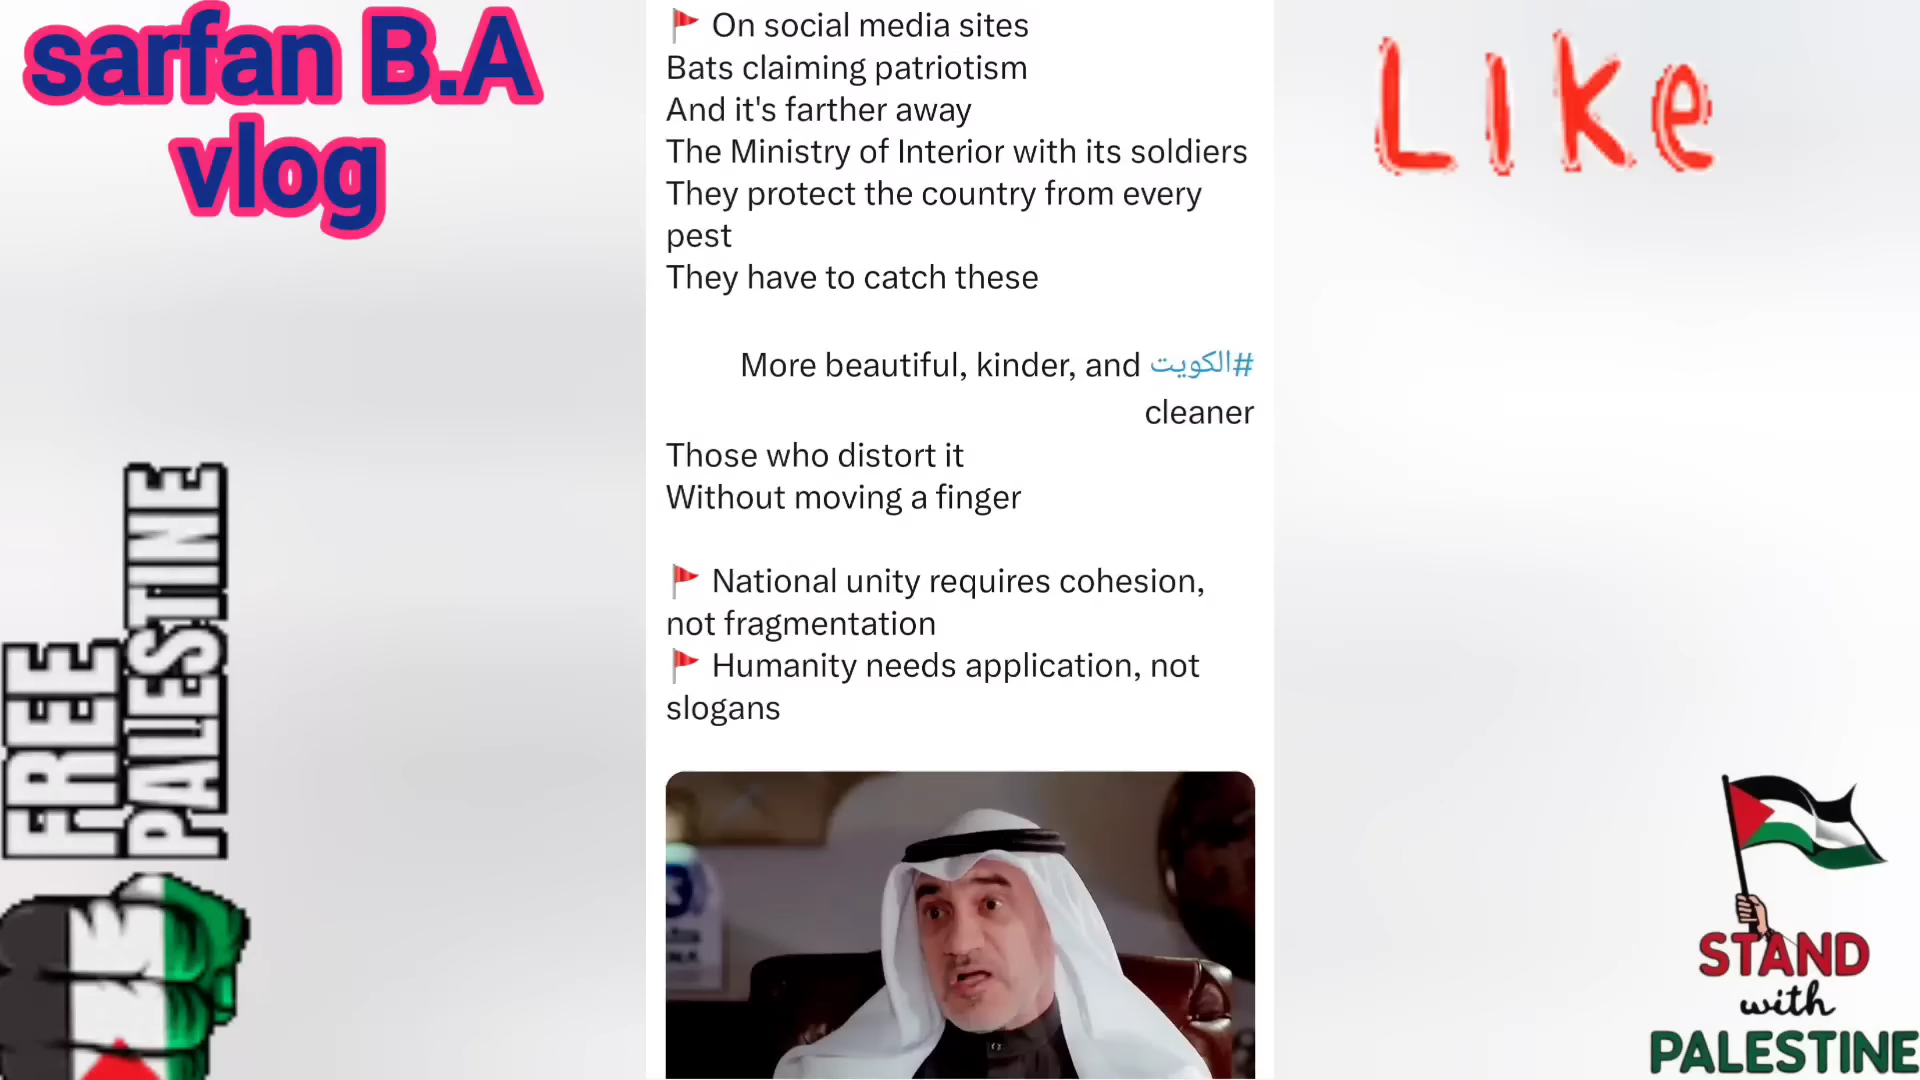 sarfan B.A
vlog
🚩 On social media sites
Bats claiming patriotism
And it's farther away
The Ministry of Interior with its soldiers
They protect the country from every
pest
They have to catch these
More beautiful, kinder, and #الكويت
cleaner
Those who distort it
Without moving a finger
🚩 National unity requires cohesion,
not fragmentation
🚩 Humanity needs application, not
slogans
LIKe
FREE
PALESTINE
STAND
with
PALESTINE